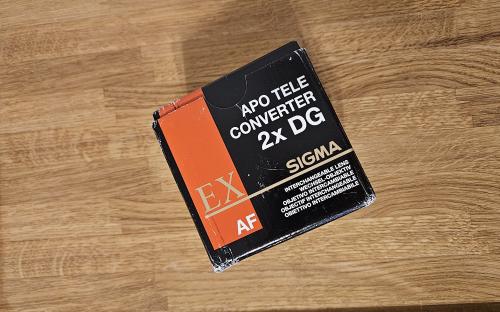 APO TELE
CONVERTER
2x DG
SIGMA
INTERCHANGEABLE LENS
WECHSEL-OBJEKTIV
OBJETIVO INTERCAMBIABLE
OBJECTIF INTERCHANGEABLE
OBIETTIVO INTERCAMBIABILE
EX
AF